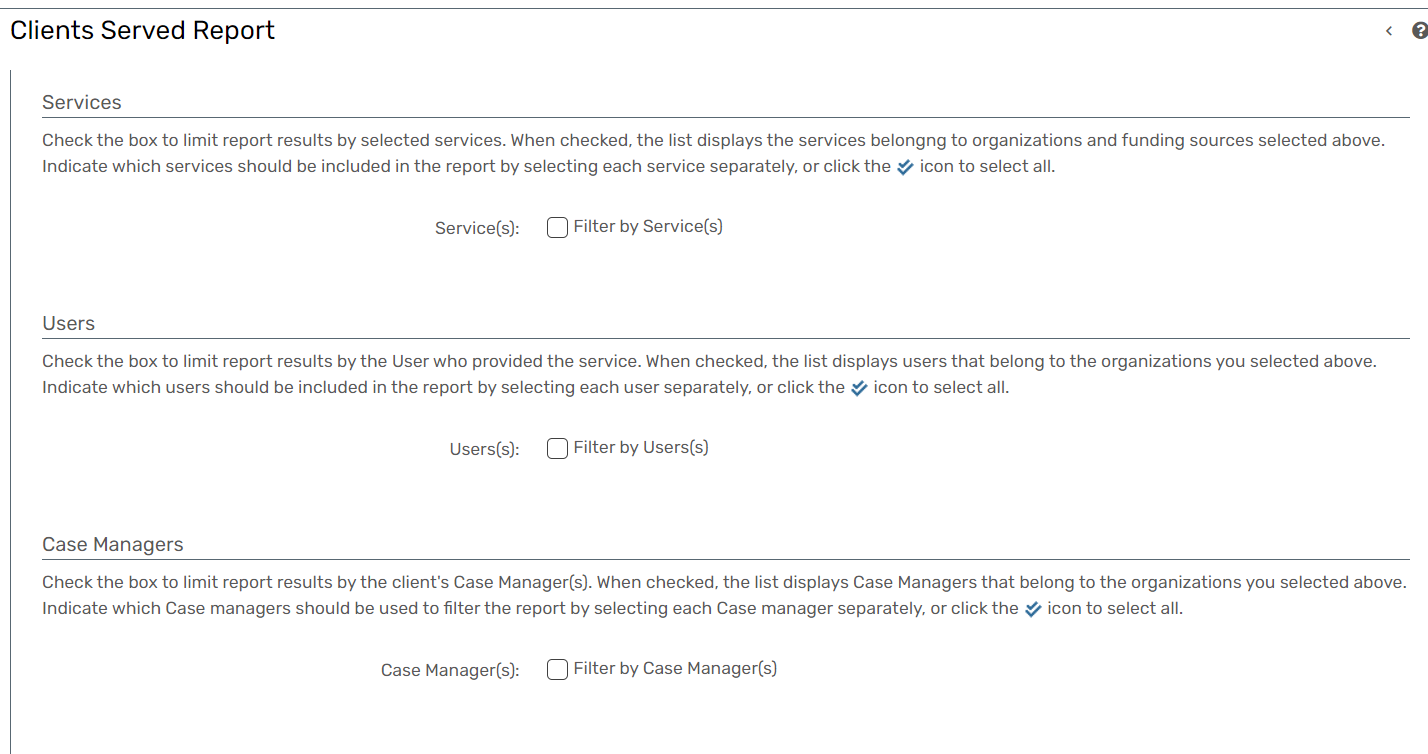 Clients Served Report
Services
Check the box to limit report results by selected services. When checked, the list displays the services belongng to organizations and funding sources selected above.
Indicate which services should be included in the report by selecting each service separately, or click the icon to select all.
Service(s): Filter by Service(s)
Users
Check the box to limit report results by the User who provided the service. When checked, the list displays users that belong to the organizations you selected above.
Indicate which users should be included in the report by selecting each user separately, or click the icon to select all.
Users(s): Filter by Users(s)
Case Managers
Check the box to limit report results by the client's Case Manager(s). When checked, the list displays Case Managers that belong to the organizations you selected above.
Indicate which Case managers should be used to filter the report by selecting each Case manager separately, or click the icon to select all.
Case Manager(s): Filter by Case Manager(s)